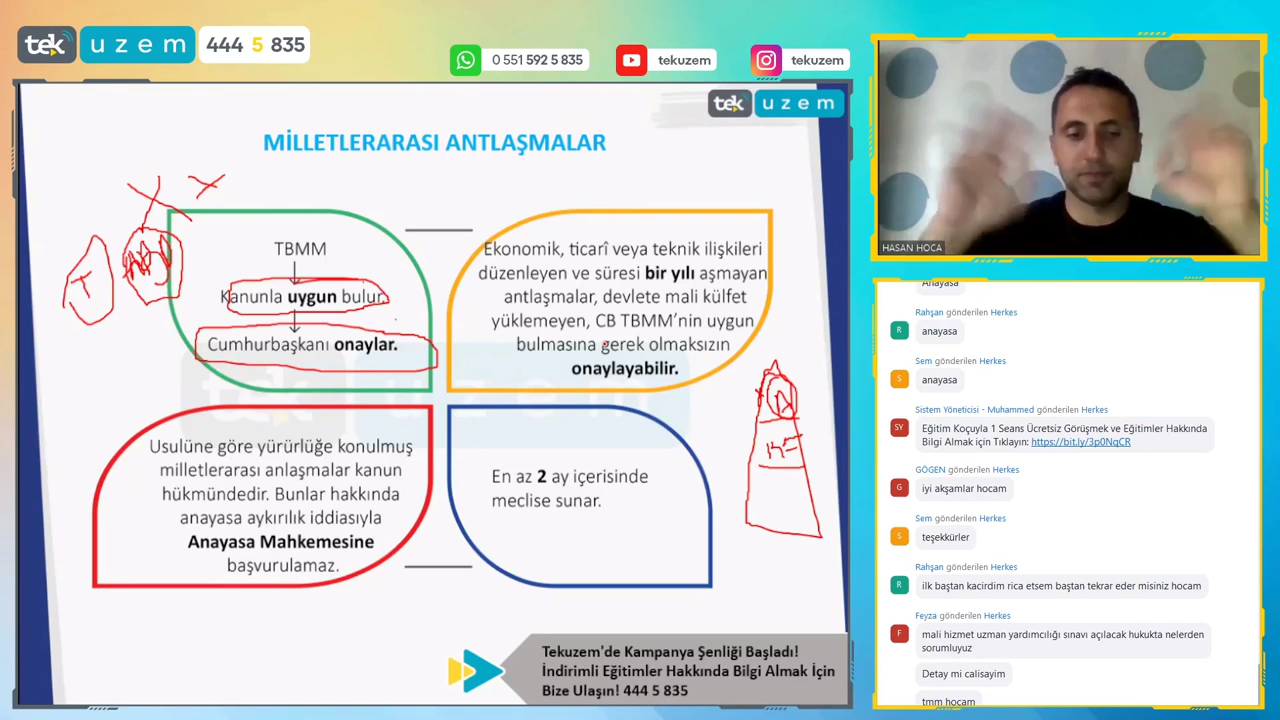 tek uzem 444 5 835
0 551 592 5 835
tekuzem
tekuzem
tek uzem
MİLLETLERARASI ANTLAŞMALAR
TBMM
Kanunla uygun bulur.
Cumhurbaşkanı onaylar.
T
Ekonomik, ticarî veya teknik ilişkileri
düzenleyen ve süresi bir yılı aşmayan
antlaşmalar, devlete mali külfet
yüklemeyen, CB TBMM’nin uygun
bulmasına gerek olmaksızın
onaylayabilir.
A
Usulüne göre yürürlüğe konulmuş
milletlerarası anlaşmalar kanun
hükmündedir. Bunlar hakkında
anayasa aykırılık iddiasıyla
Anayasa Mahkemesine
başvurulamaz.
En az 2 ay içerisinde
meclise sunar.
tek uzem
Tekuzem'de Kampanya Şenliği Başladı!
İndirimli Eğitimler Hakkında Bilgi Almak İçin
Bize Ulaşın! 444 5 835
HASAN HOCA
Anayasa
Rahşan gönderilen Herkes
R
anayasa
Sem gönderilen Herkes
S
anayasa
Sistem Yöneticisi - Muhammed gönderilen Herkes
SY
Eğitim Koçuyla 1 Seans Ücretsiz Görüşmek ve Eğitimler Hakkında
Bilgi Almak için Tıklayın: https://bit.ly/3p0NqCR
GÖGEN gönderilen Herkes
G
iyi akşamlar hocam
Sem gönderilen Herkes
S
teşekkürler
Rahşan gönderilen Herkes
R
ilk baştan kacirdim rica etsem baştan tekrar eder misiniz hocam
Feyza gönderilen Herkes
F
mali hizmet uzman yardımcılığı sınavı açılacak hukukta nelerden
sorumluyuz
Detay mi calisayim
tmm hocam